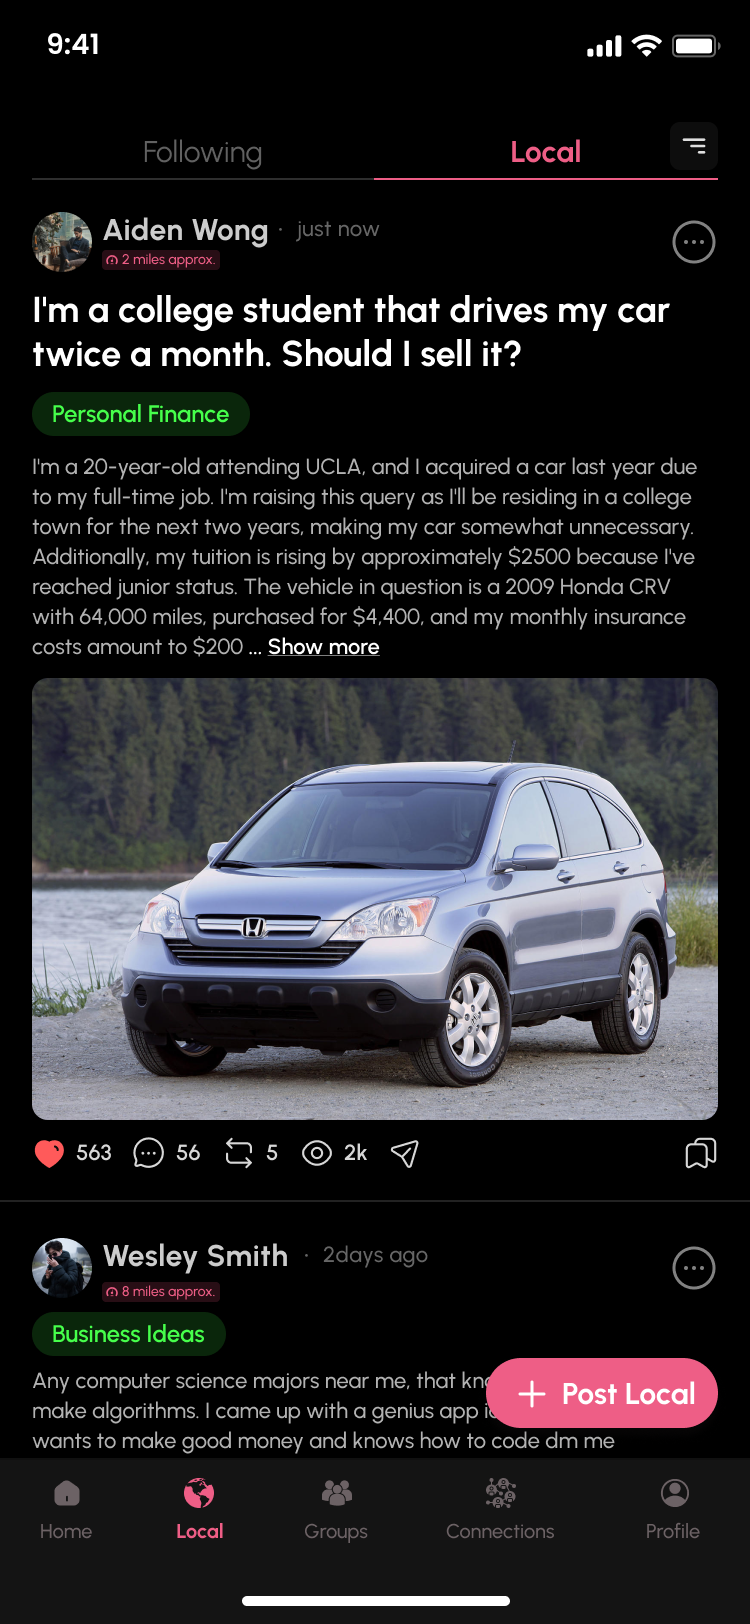 9:41
Following
Local
Aiden Wong · just now
2 miles approx.
I'm a college student that drives my car
twice a month. Should I sell it?
Personal Finance
I'm a 20-year-old attending UCLA, and I acquired a car last year due
to my full-time job. I'm raising this query as I'll be residing in a college
town for the next two years, making my car somewhat unnecessary.
Additionally, my tuition is rising by approximately $2500 because I've
reached junior status. The vehicle in question is a 2009 Honda CRV
with 64,000 miles, purchased for $4,400, and my monthly insurance
costs amount to $200 ... Show more
563 56 5 2k
Wesley Smith · 2days ago
8 miles approx.
Business Ideas
Any computer science majors near me, that
make algorithms. I came up with a genius app
wants to make good money and knows how to code dm me
Post Local
Home
Local
Groups
Connections
Profile